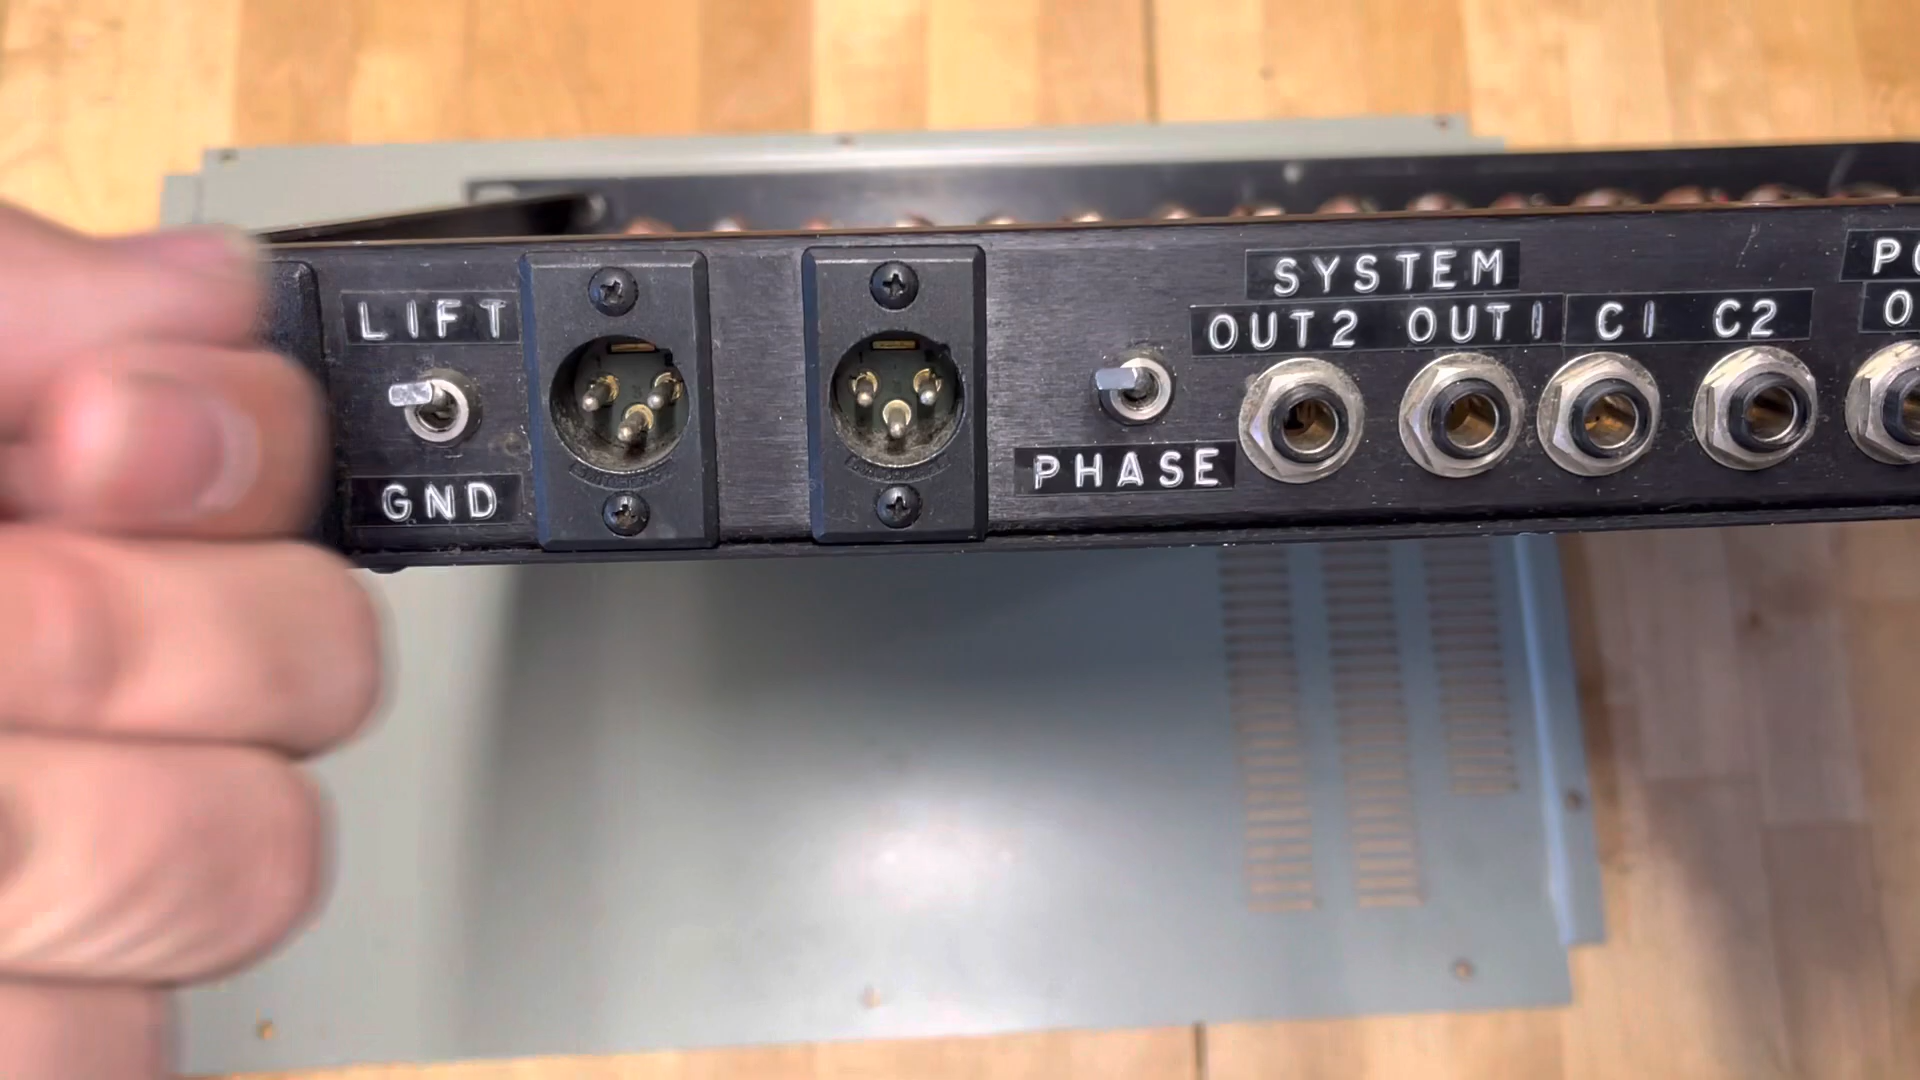 LIFT
GND
PHASE
SYSTEM
OUT2 OUT1 C1 C2